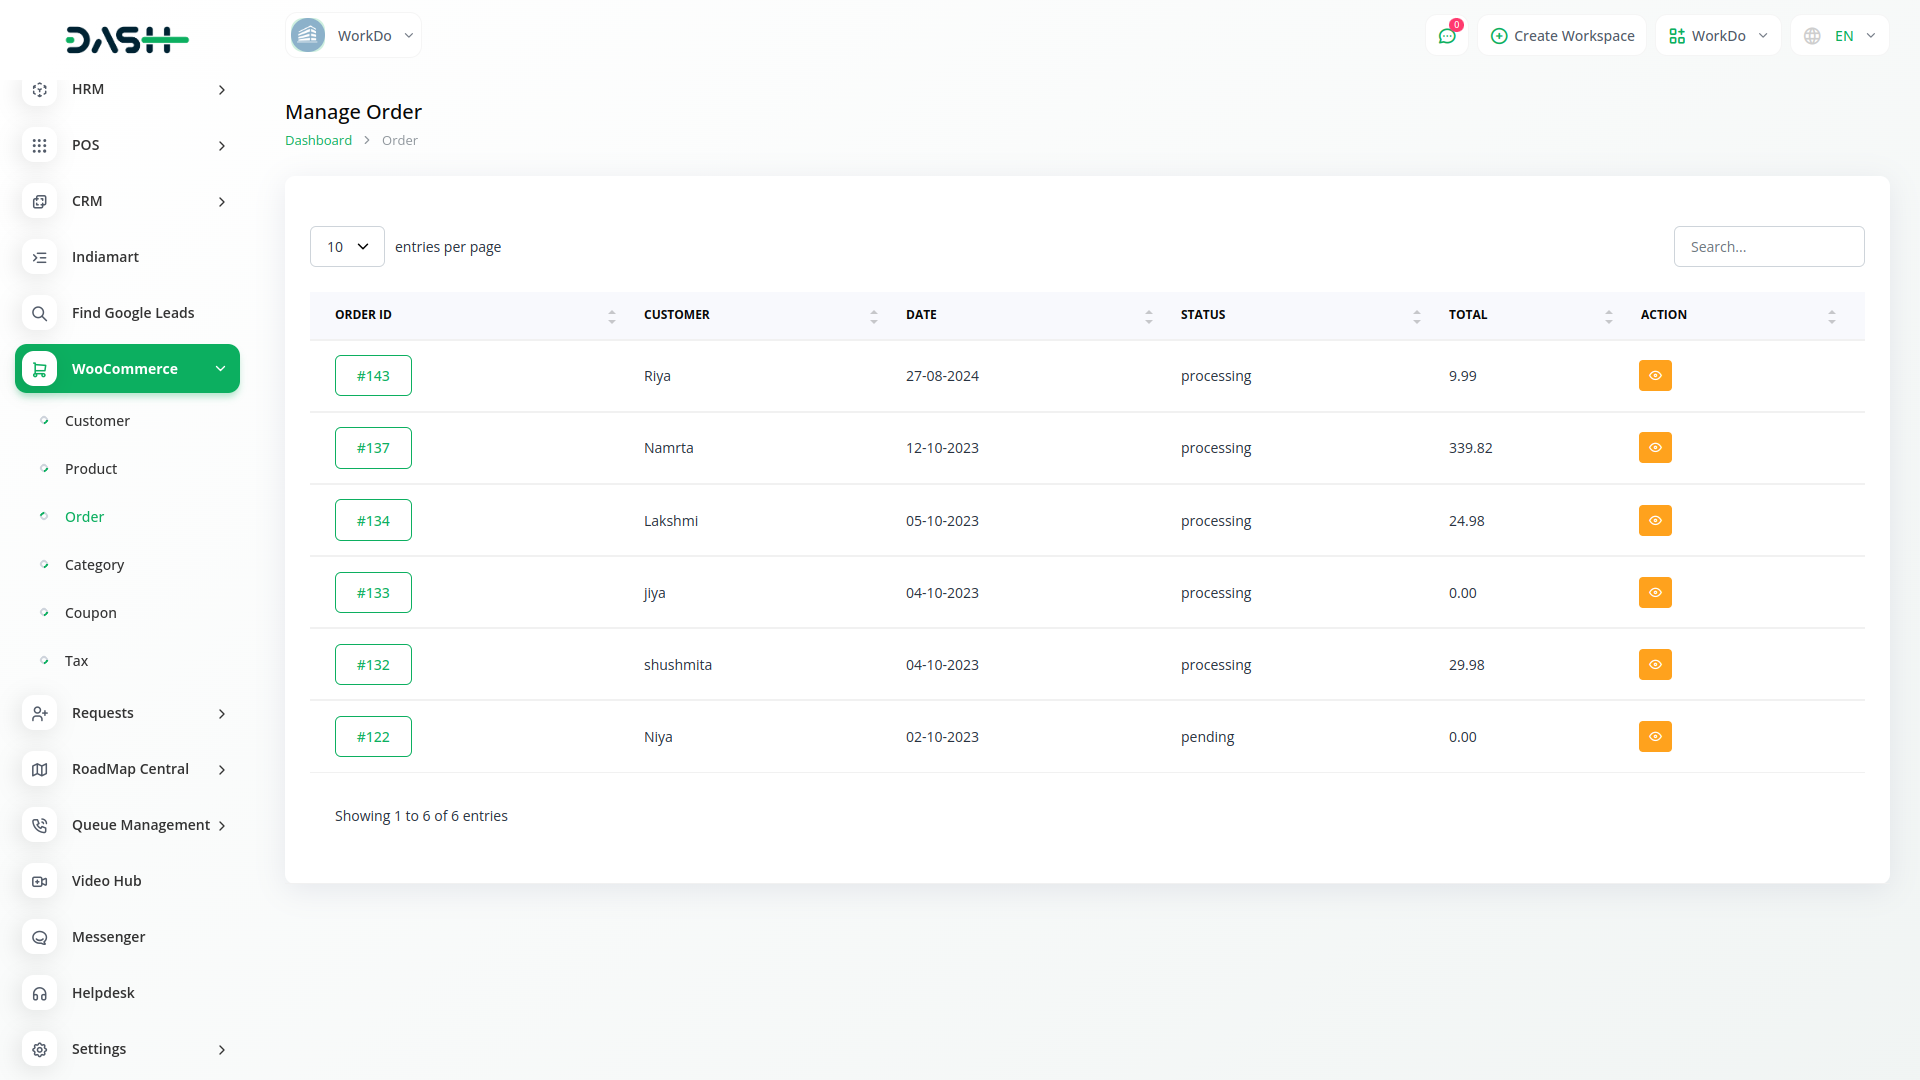 DASH
WorkDo
0
Create Workspace
WorkDo
EN
HRM
POS
CRM
Indiamart
Find Google Leads
WooCommerce
Customer
Product
Order
Category
Coupon
Tax
Requests
RoadMap Central
Queue Management
Video Hub
Messenger
Helpdesk
Settings
Manage Order
Dashboard > Order
10 entries per page
Search...
ORDER ID CUSTOMER DATE STATUS TOTAL ACTION
#143 Riya 27-08-2024 processing 9.99
#137 Namrta 12-10-2023 processing 339.82
#134 Lakshmi 05-10-2023 processing 24.98
#133 jiya 04-10-2023 processing 0.00
#132 shushmita 04-10-2023 processing 29.98
#122 Niya 02-10-2023 pending 0.00
Showing 1 to 6 of 6 entries